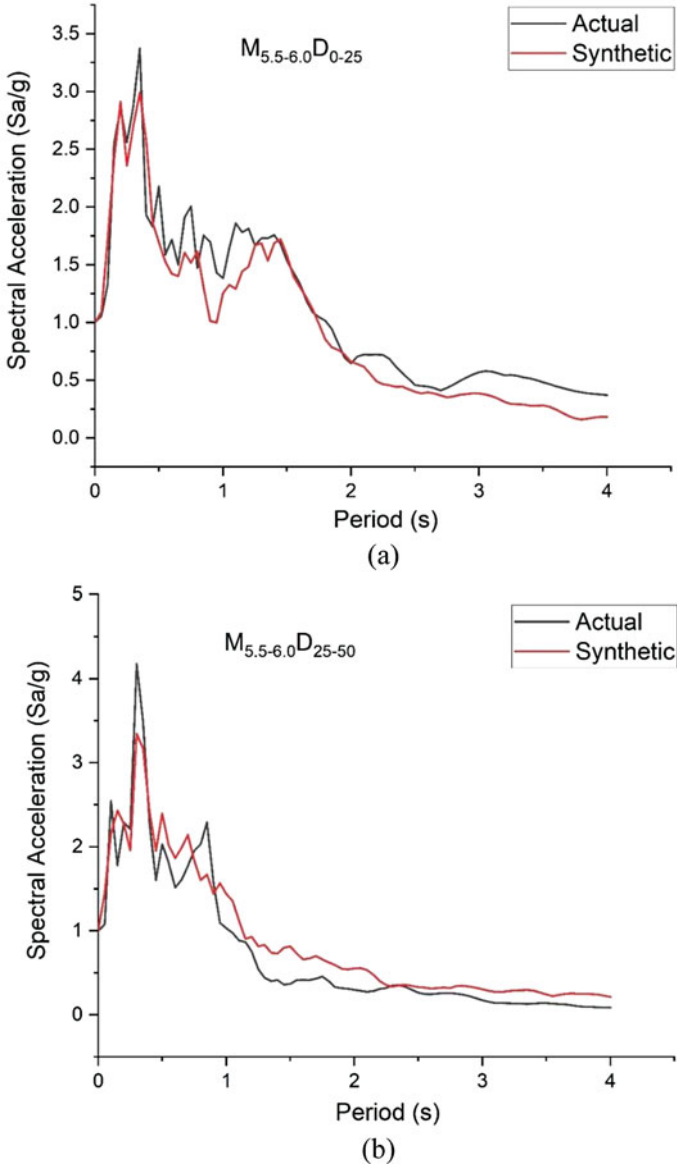 Actual
Synthetic
M5.5-6.0D0-25
3.5
3.0
2.5
2.0
1.5
1.0
0.5
0.0
Spectral Acceleration (Sa/g)
0 1 2 3 4
Period (s)
(a)
Actual
Synthetic
M5.5-6.0D25-50
5
4
3
2
1
0
Spectral Acceleration (Sa/g)
0 1 2 3 4
Period (s)
(b)